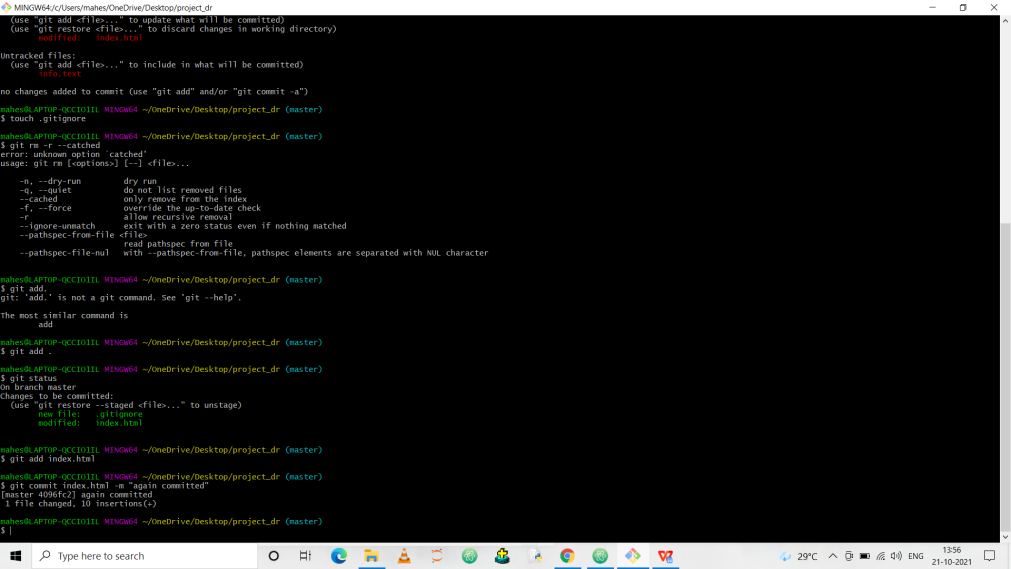 MINGW64:/c/Users/mahes/OneDrive/Desktop/project_dr
(use "git add <file>..." to update what will be committed)
(use "git restore <file>..." to discard changes in working directory)
modified:   index.html
Untracked files:
(use "git add <file>..." to include in what will be committed)
info.text
no changes added to commit (use "git add" and/or "git commit -a")
mahes@LAPTOP-QCCIO1IL MINGW64 ~/OneDrive/Desktop/project_dr (master)
$ touch .gitignore
mahes@LAPTOP-QCCIO1IL MINGW64 ~/OneDrive/Desktop/project_dr (master)
$ git rm -r --catched
error: unknown option `catched'
usage: git rm [<options>] [--] <file>...
-n, --dry-run         dry run
-q, --quiet           do not list removed files
--cached              only remove from the index
-f, --force           override the up-to-date check
-r                    allow recursive removal
--ignore-unmatch      exit with a zero status even if nothing matched
--pathspec-from-file <file>
read pathspec from file
--pathspec-file-nul   with --pathspec-from-file, pathspec elements are separated with NUL character
mahes@LAPTOP-QCCIO1IL MINGW64 ~/OneDrive/Desktop/project_dr (master)
$ git add.
git: 'add.' is not a git command. See 'git --help'.
The most similar command is
add
mahes@LAPTOP-QCCIO1IL MINGW64 ~/OneDrive/Desktop/project_dr (master)
$ git add .
mahes@LAPTOP-QCCIO1IL MINGW64 ~/OneDrive/Desktop/project_dr (master)
$ git status
On branch master
Changes to be committed:
(use "git restore --staged <file>..." to unstage)
new file:   .gitignore
modified:   index.html
mahes@LAPTOP-QCCIO1IL MINGW64 ~/OneDrive/Desktop/project_dr (master)
$ git add index.html
mahes@LAPTOP-QCCIO1IL MINGW64 ~/OneDrive/Desktop/project_dr (master)
$ git commit index.html -m "again committed"
[master 4096fc2] again committed
1 file changed, 10 insertions(+)
mahes@LAPTOP-QCCIO1IL MINGW64 ~/OneDrive/Desktop/project_dr (master)
$
Type here to search
29°C
ENG
13:56
21-10-2021